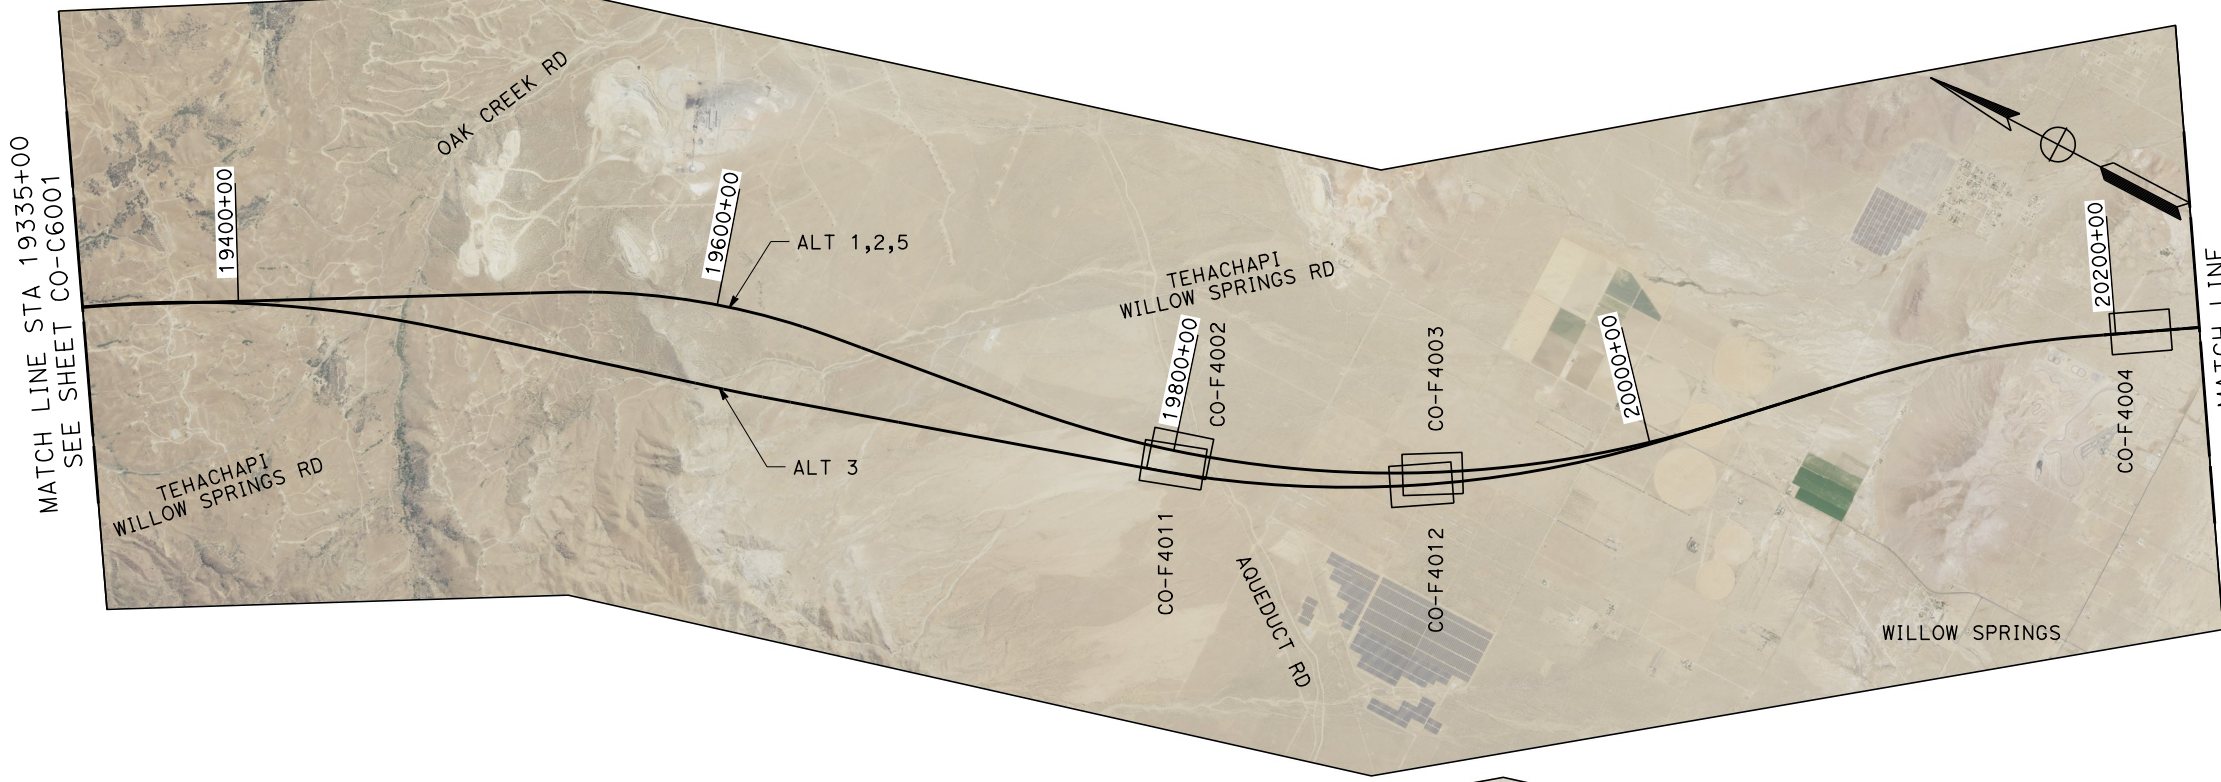 MATCH LINE STA 19335+00
SEE SHEET CO-C6001
19400+00
OAK CREEK RD
19600+00
ALT 1,2,5
ALT 3
TEHACHAPI
WILLOW SPRINGS RD
TEHACHAPI
WILLOW SPRINGS RD
19800+00
CO-F4002
CO-F4011
CO-F4003
CO-F4012
AQUEDUCT RD
20000+00
20200+00
CO-F4004
WILLOW SPRINGS
MATCH LINE